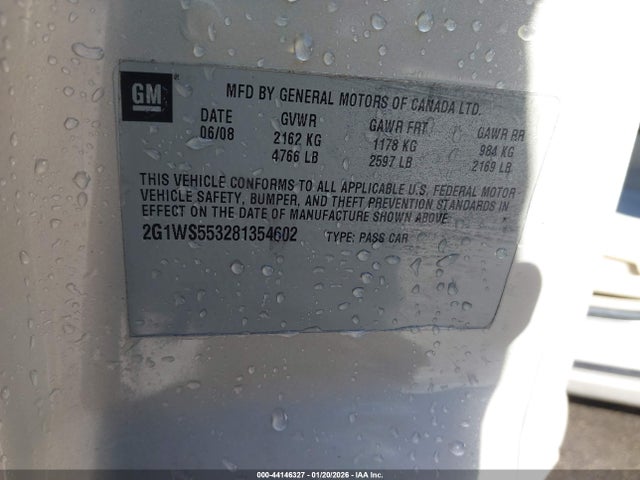 GM
MFD BY GENERAL MOTORS OF CANADA LTD.
DATE GVWR GAWR FRT GAWR RR
06/08 2162 KG 1178 KG 984 KG
4766 LB 2597 LB 2169 LB
THIS VEHICLE CONFORMS TO ALL APPLICABLE U.S. FEDERAL MOTOR
VEHICLE SAFETY, BUMPER, AND THEFT PREVENTION STANDARDS IN
EFFECT ON THE DATE OF MANUFACTURE SHOWN ABOVE
2G1WS553281354602 TYPE: PASS CAR
000-44146327 - 01/20/2026 - IAA Inc.